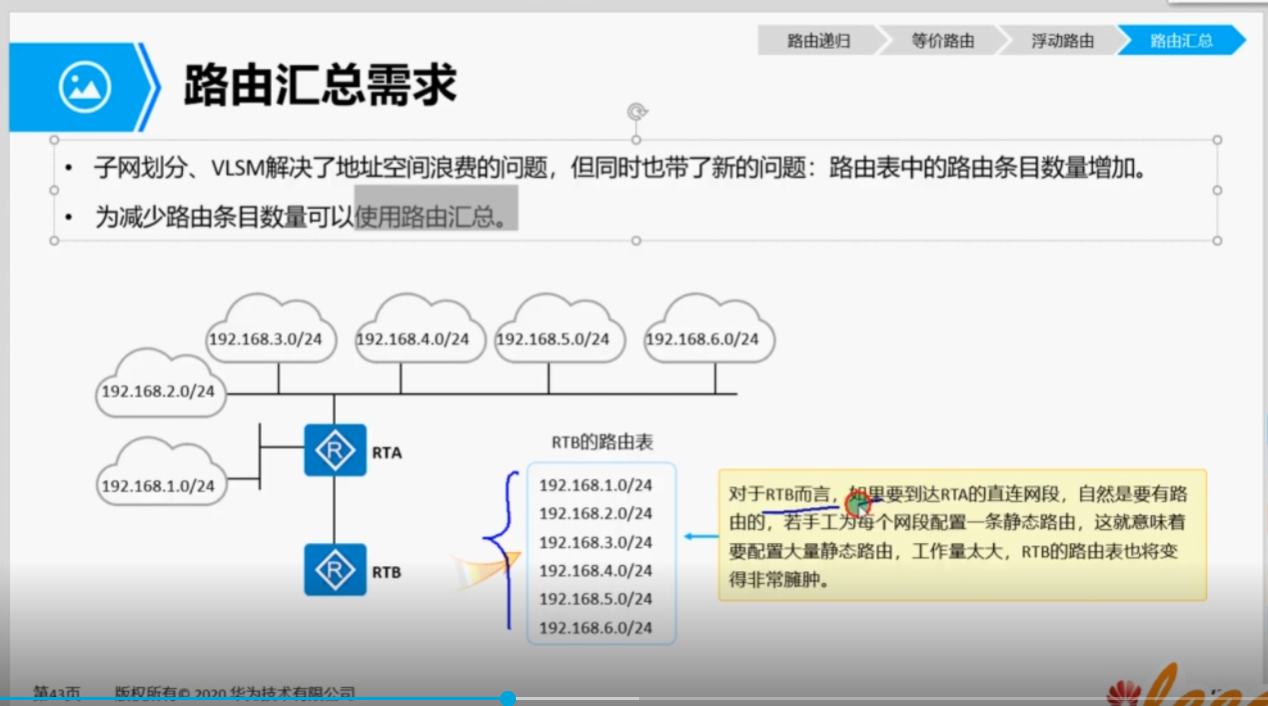 路由递归 等价路由 浮动路由 路由汇总
路由汇总需求
• 子网划分、VLSM解决了地址空间浪费的问题，但同时也带了新的问题：路由表中的路由条目数量增加。
• 为减少路由条目数量可以使用路由汇总。
192.168.3.0/24 192.168.4.0/24 192.168.5.0/24 192.168.6.0/24
192.168.2.0/24
192.168.1.0/24
R RTA
R RTB
RTB的路由表
192.168.1.0/24
192.168.2.0/24
192.168.3.0/24
192.168.4.0/24
192.168.5.0/24
192.168.6.0/24
对于RTB而言，如果要到达RTA的直连网段，自然是要有路
由的，若手工为每个网段配置一条静态路由，这就意味着
要配置大量静态路由，工作量太大，RTB的路由表也将变
得非常臃肿。
第43页 版权所有© 2020 华为技术有限公司